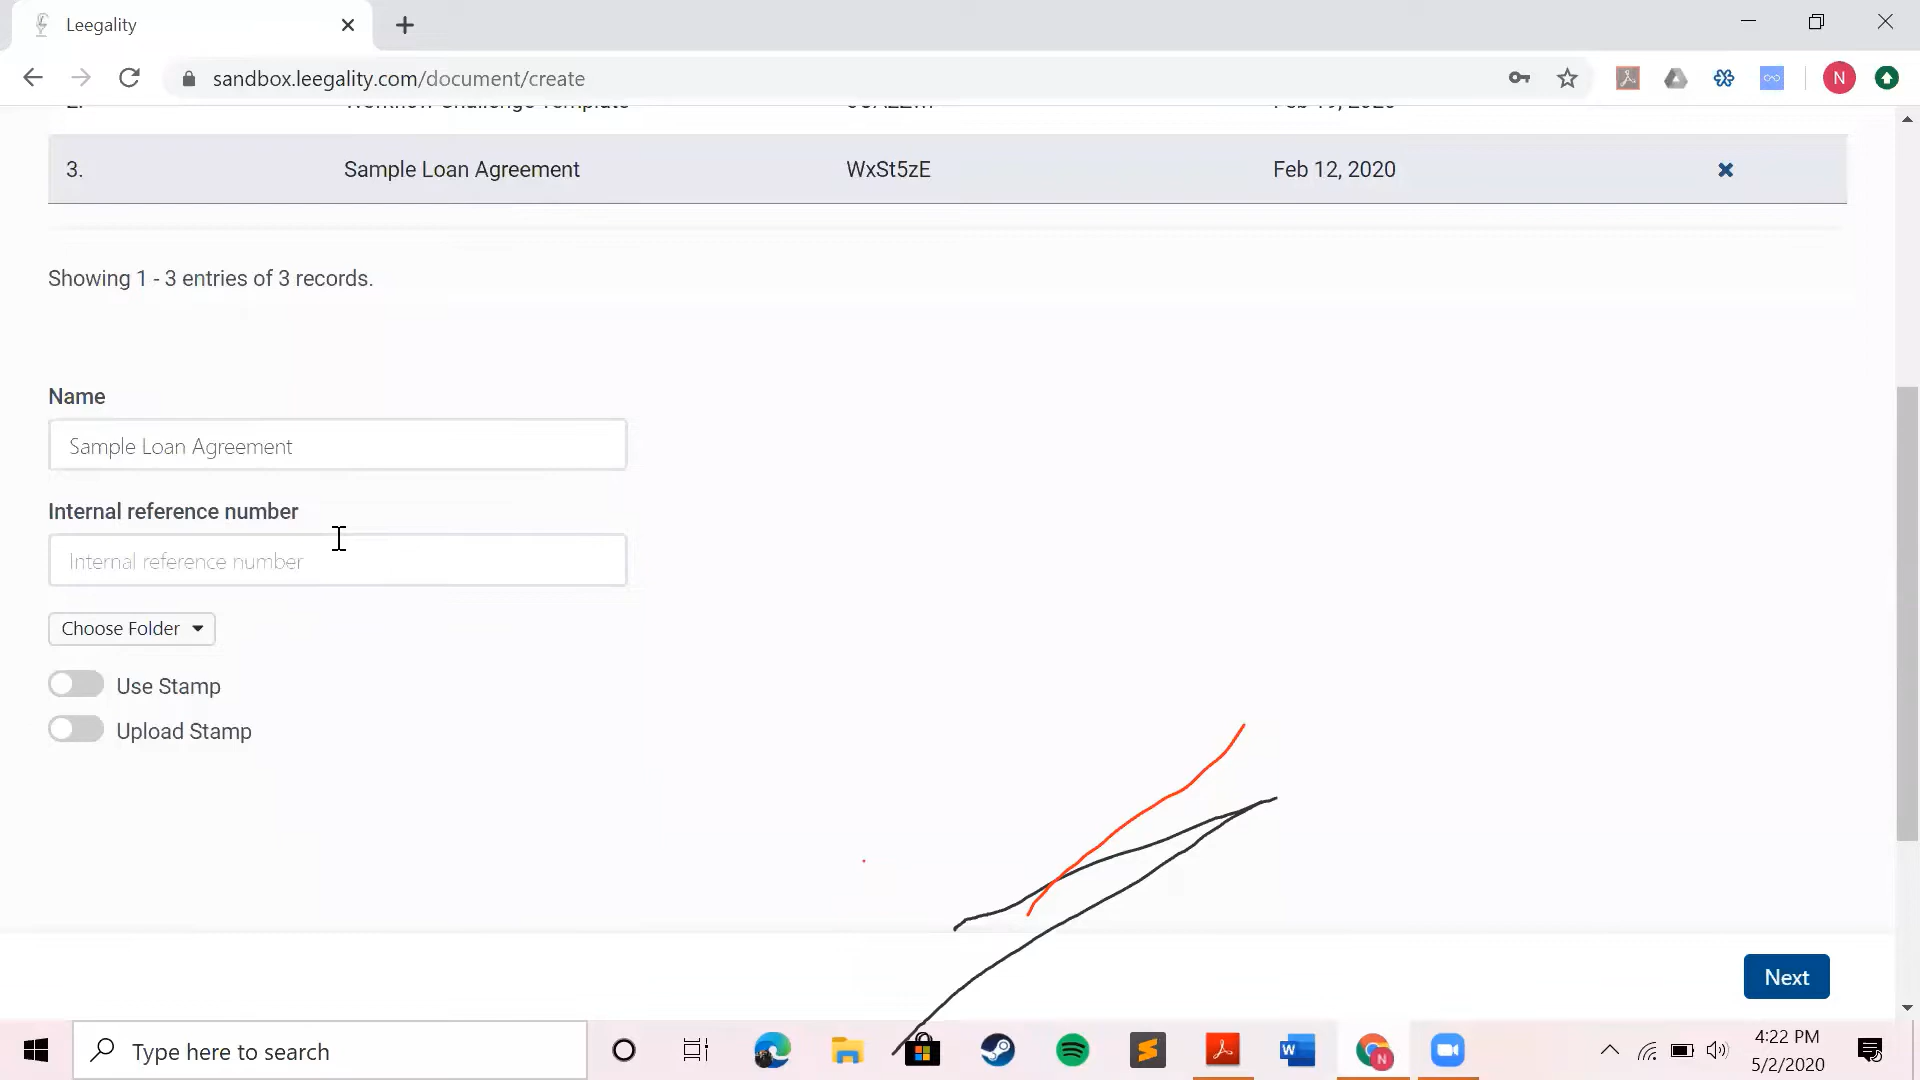 Leegality
sandbox.leegality.com/document/create
N
3. Sample Loan Agreement WxSt5zE Feb 12, 2020
Showing 1 - 3 entries of 3 records.
Name
Sample Loan Agreement
Internal reference number
Internal reference number
Choose Folder
Use Stamp
Upload Stamp
Next
Type here to search
4:22 PM
5/2/2020